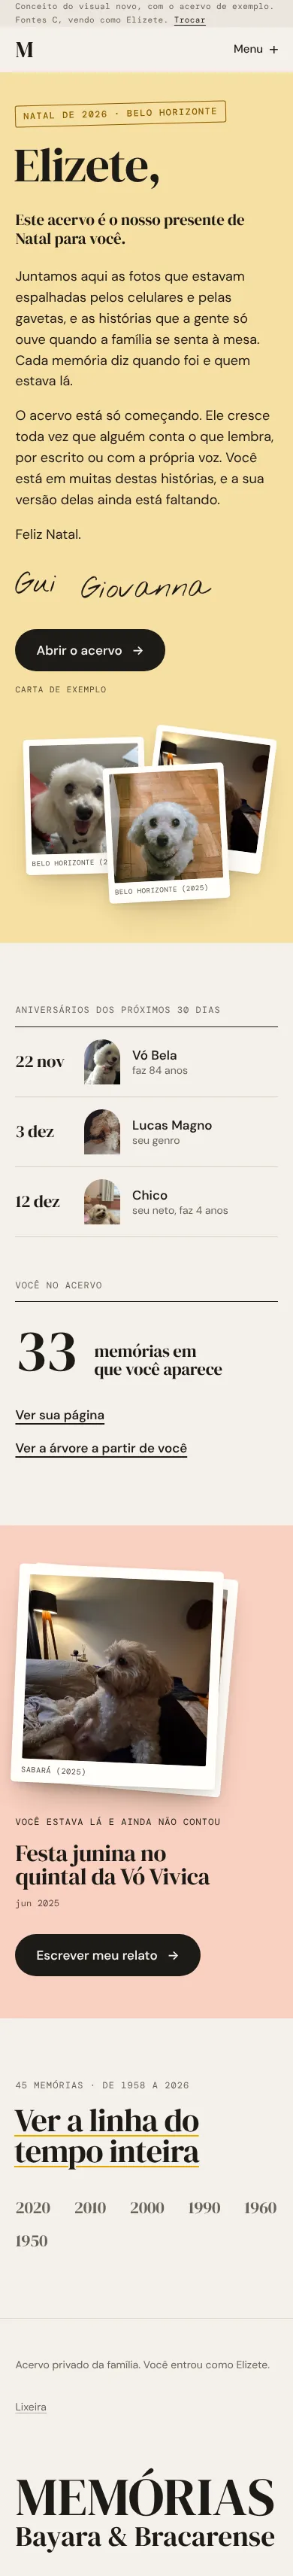 Conceito do visual novo, com o acervo de exemplo.
Fontes C, vendo como Elizete. Trocar
M
Menu +
NATAL DE 2026 · BELO HORIZONTE
Elizete,
Este acervo é o nosso presente de
Natal para você.
Juntamos aqui as fotos que estavam
espalhadas pelos celulares e pelas
gavetas, e as histórias que a gente só
ouve quando a família se senta à mesa.
Cada memória diz quando foi e quem
estava lá.
O acervo está só começando. Ele cresce
toda vez que alguém conta o que lembra,
por escrito ou com a própria voz. Você
está em muitas destas histórias, e a sua
versão delas ainda está faltando.
Feliz Natal.
Gui Giovanna
Abrir o acervo →
CARTA DE EXEMPLO
BELO HORIZONTE (2
BELO HORIZONTE (2025)
ANIVERSÁRIOS DOS PRÓXIMOS 30 DIAS
22 nov
Vó Bela
faz 84 anos
3 dez
Lucas Magno
seu genro
12 dez
Chico
seu neto, faz 4 anos
VOCÊ NO ACERVO
33
memórias em
que você aparece
Ver sua página
Ver a árvore a partir de você
SABARÁ (2025)
VOCÊ ESTAVA LÁ E AINDA NÃO CONTOU
Festa junina no
quintal da Vó Vivica
jun 2025
Escrever meu relato →
45 MEMÓRIAS · DE 1958 A 2026
Ver a linha do
tempo inteira
2020 2010 2000 1990 1960
1950
Acervo privado da família. Você entrou como Elizete.
Lixeira
MEMÓRIAS
Bayara & Bracarense